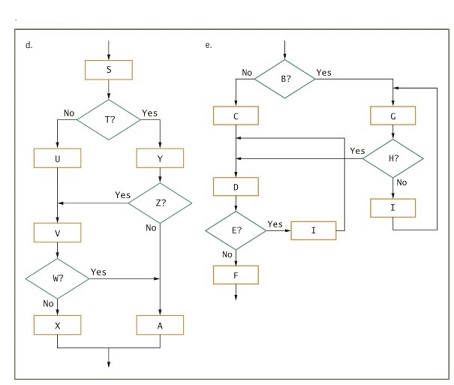 d.
S
T?
No
Yes
U
Y
Yes
Z?
No
V
W?
Yes
No
X
A
e.
B?
No
Yes
C
G
Yes
H?
No
D
I
E?
Yes
I
No
F